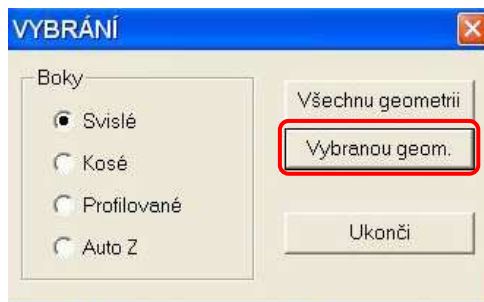 VYBRÁNÍ
Boky
Svislé
Kosé
Profilované
Auto Z
Všechnu geometrii
Vybranou geom.
Ukonči